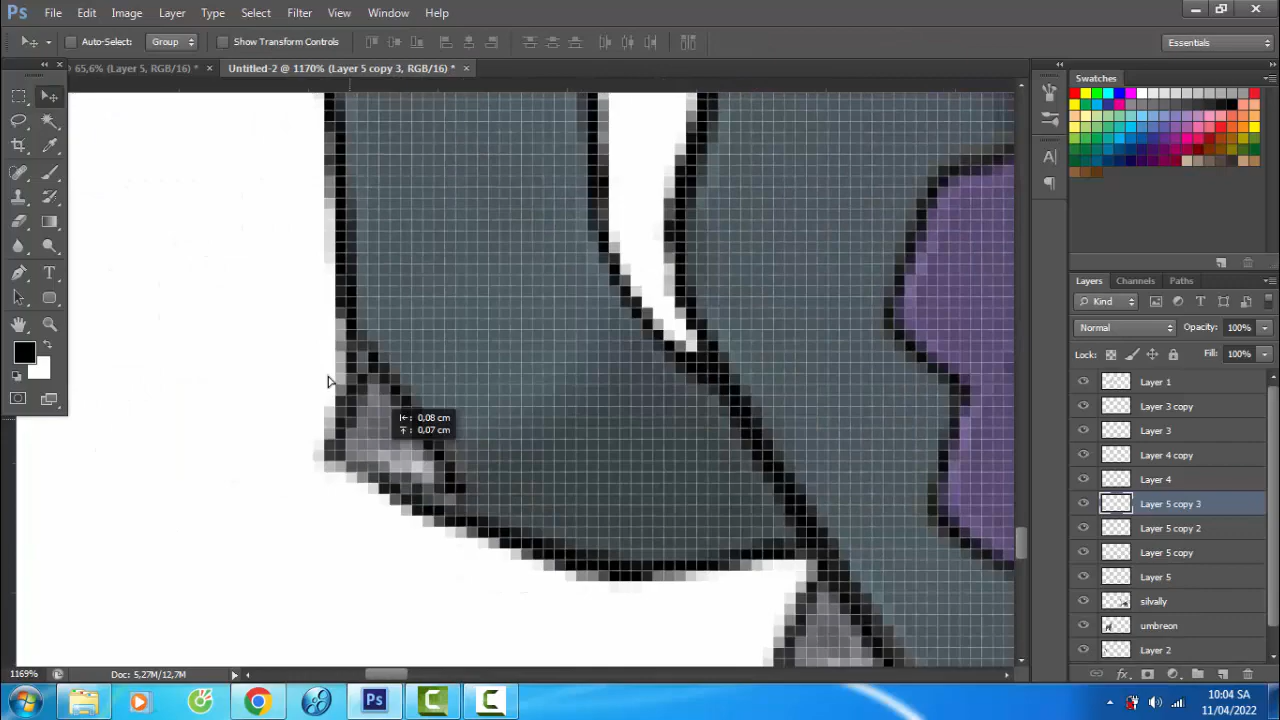 Ps File Edit Image Layer Type Select Filter Analysis View Window Help
Auto-Select: Group Show Transform Controls Essentials
65,6% (Layer 5, RGB/16) * × Untitled-2 @ 1170% (Layer 5 copy 3, RGB/16) * ×
Swatches
T
A
Layers Channels Paths
Kind T
Normal Opacity: 100%
Lock: Fill: 100%
Layer 1
Layer 3 copy
Layer 3
Layer 4 copy
Layer 4
Layer 5 copy 3
Layer 5 copy 2
Layer 5 copy
Layer 5
silvally
umbreon
Layer 2
0,08 cm
0,07 cm
1169% Doc: 5,27M/12,7M
fx
Ps C C
10:04 SA
11/04/2022